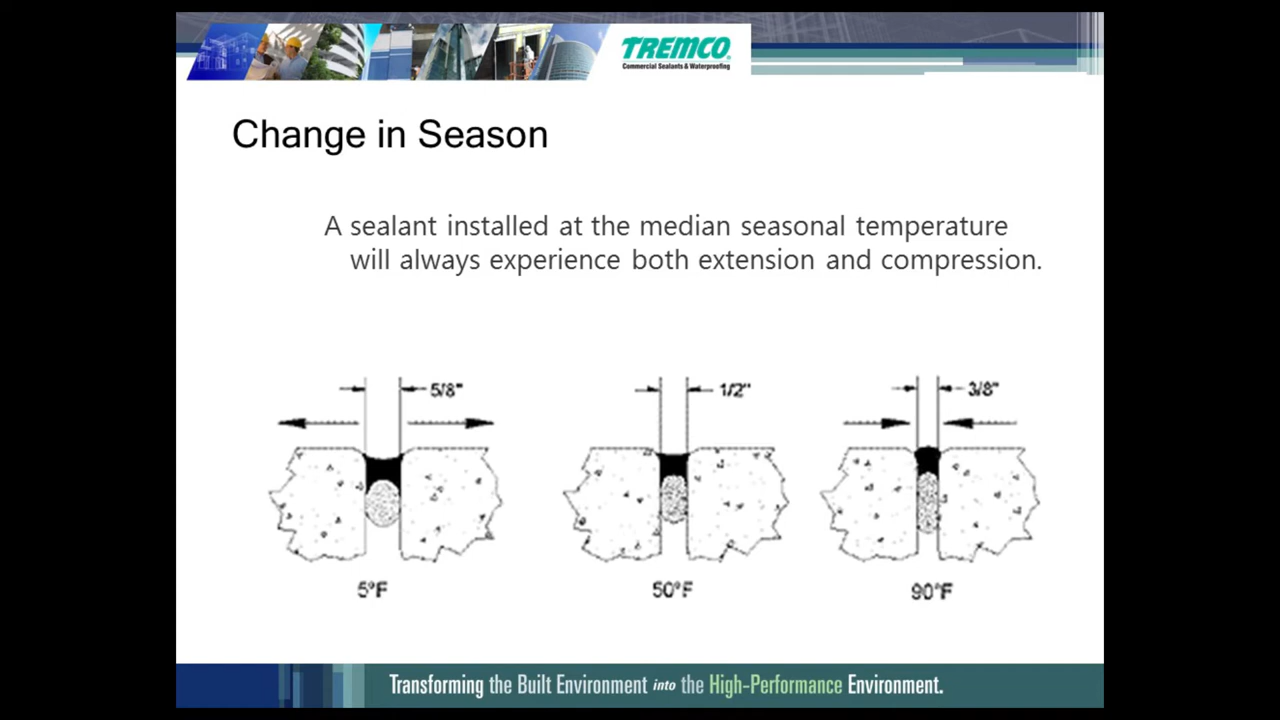 TREMCO
Commercial Sealants & Waterproofing
Change in Season
A sealant installed at the median seasonal temperature
will always experience both extension and compression.
5/8"
1/2"
3/8"
5°F
50°F
90°F
Transforming the Built Environment into the High-Performance Environment.